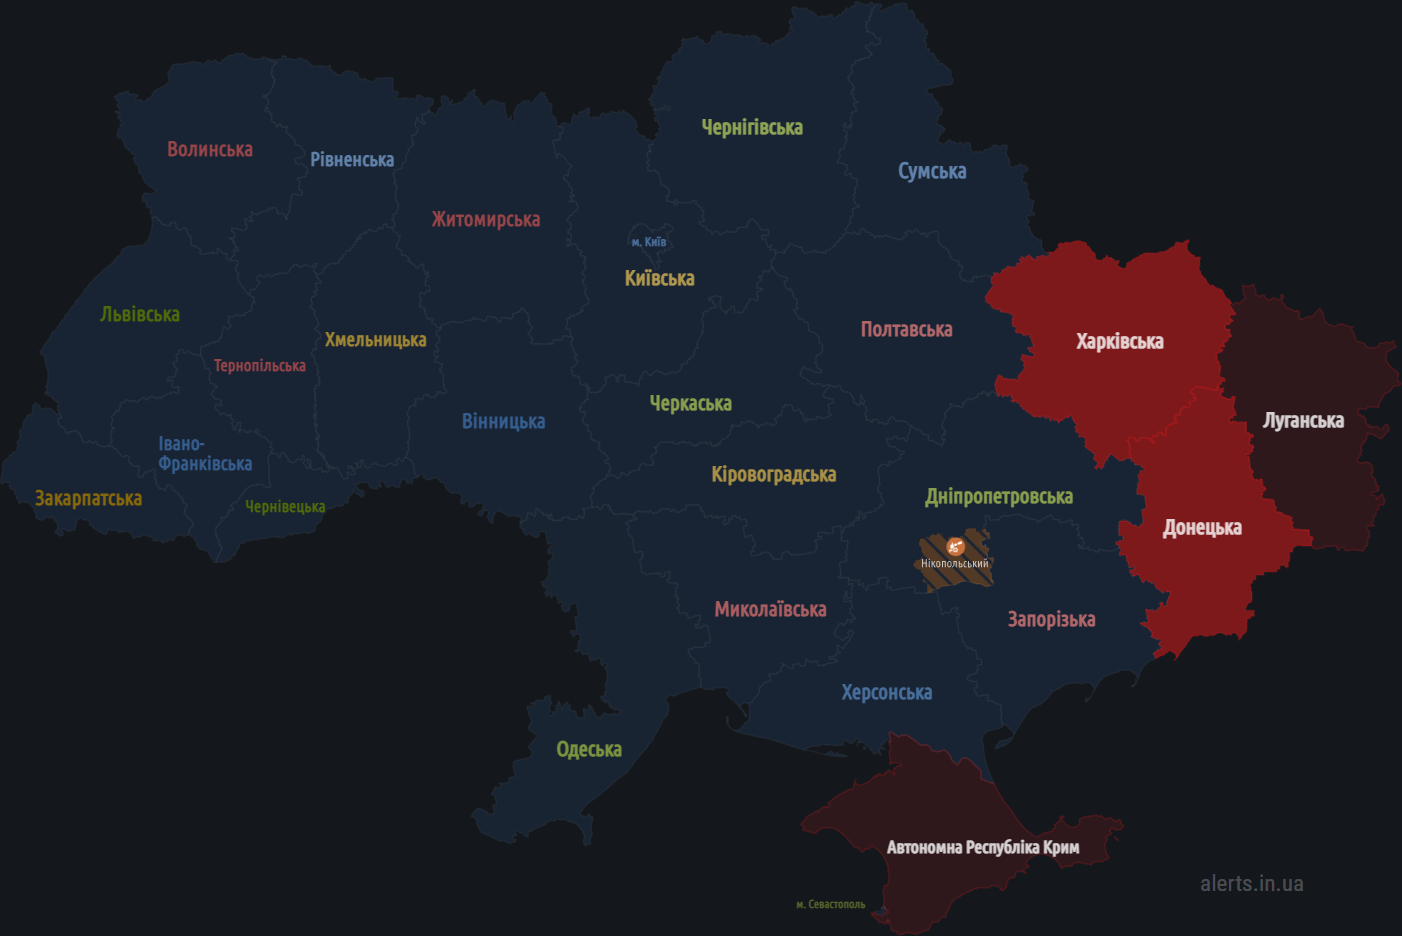 Чернігівська
Волинська
Рівненська
Сумська
Житомирська
м. Київ
Київська
Львівська
Полтавська
Хмельницька
Харківська
Тернопільська
Черкаська
Вінницька
Луганська
Івано-
Франківська
Кіровоградська
Закарпатська
Дніпропетровська
Чернівецька
Донецька
Нікопольський
Миколаївська
Запорізька
Херсонська
Одеська
Автономна Республіка Крим
alerts.in.ua
м. Севастополь